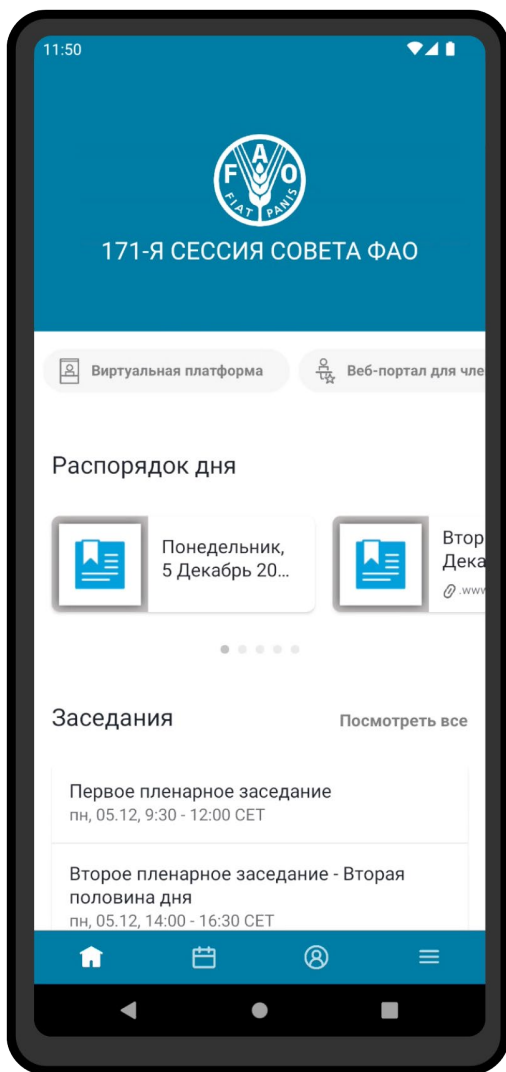 11:50
F A O
FIAT PANIS
171-Я СЕССИЯ СОВЕТА ФАО
Виртуальная платформа
Веб-портал для чле
Распорядок дня
Понедельник,
5 Декабрь 20...
Втор
Дека
.www
Заседания
Посмотреть все
Первое пленарное заседание
пн, 05.12, 9:30 - 12:00 CET
Второе пленарное заседание - Вторая
половина дня
пн, 05.12, 14:00 - 16:30 CET